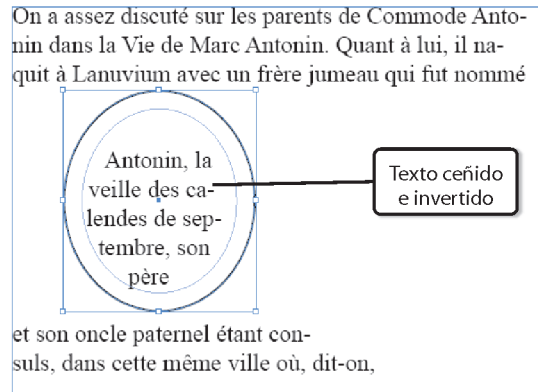 On a assez discuté sur les parents de Commode Anto-
nin dans la Vie de Marc Antonin. Quant à lui, il na-
quit à Lanuvium avec un frère jumeau qui fut nommé
Antonin, la
veille des ca-
lendes de sep-
tembre, son
père
Texto ceñido
e invertido
et son oncle paternel étant con-
suls, dans cette même ville où, dit-on,